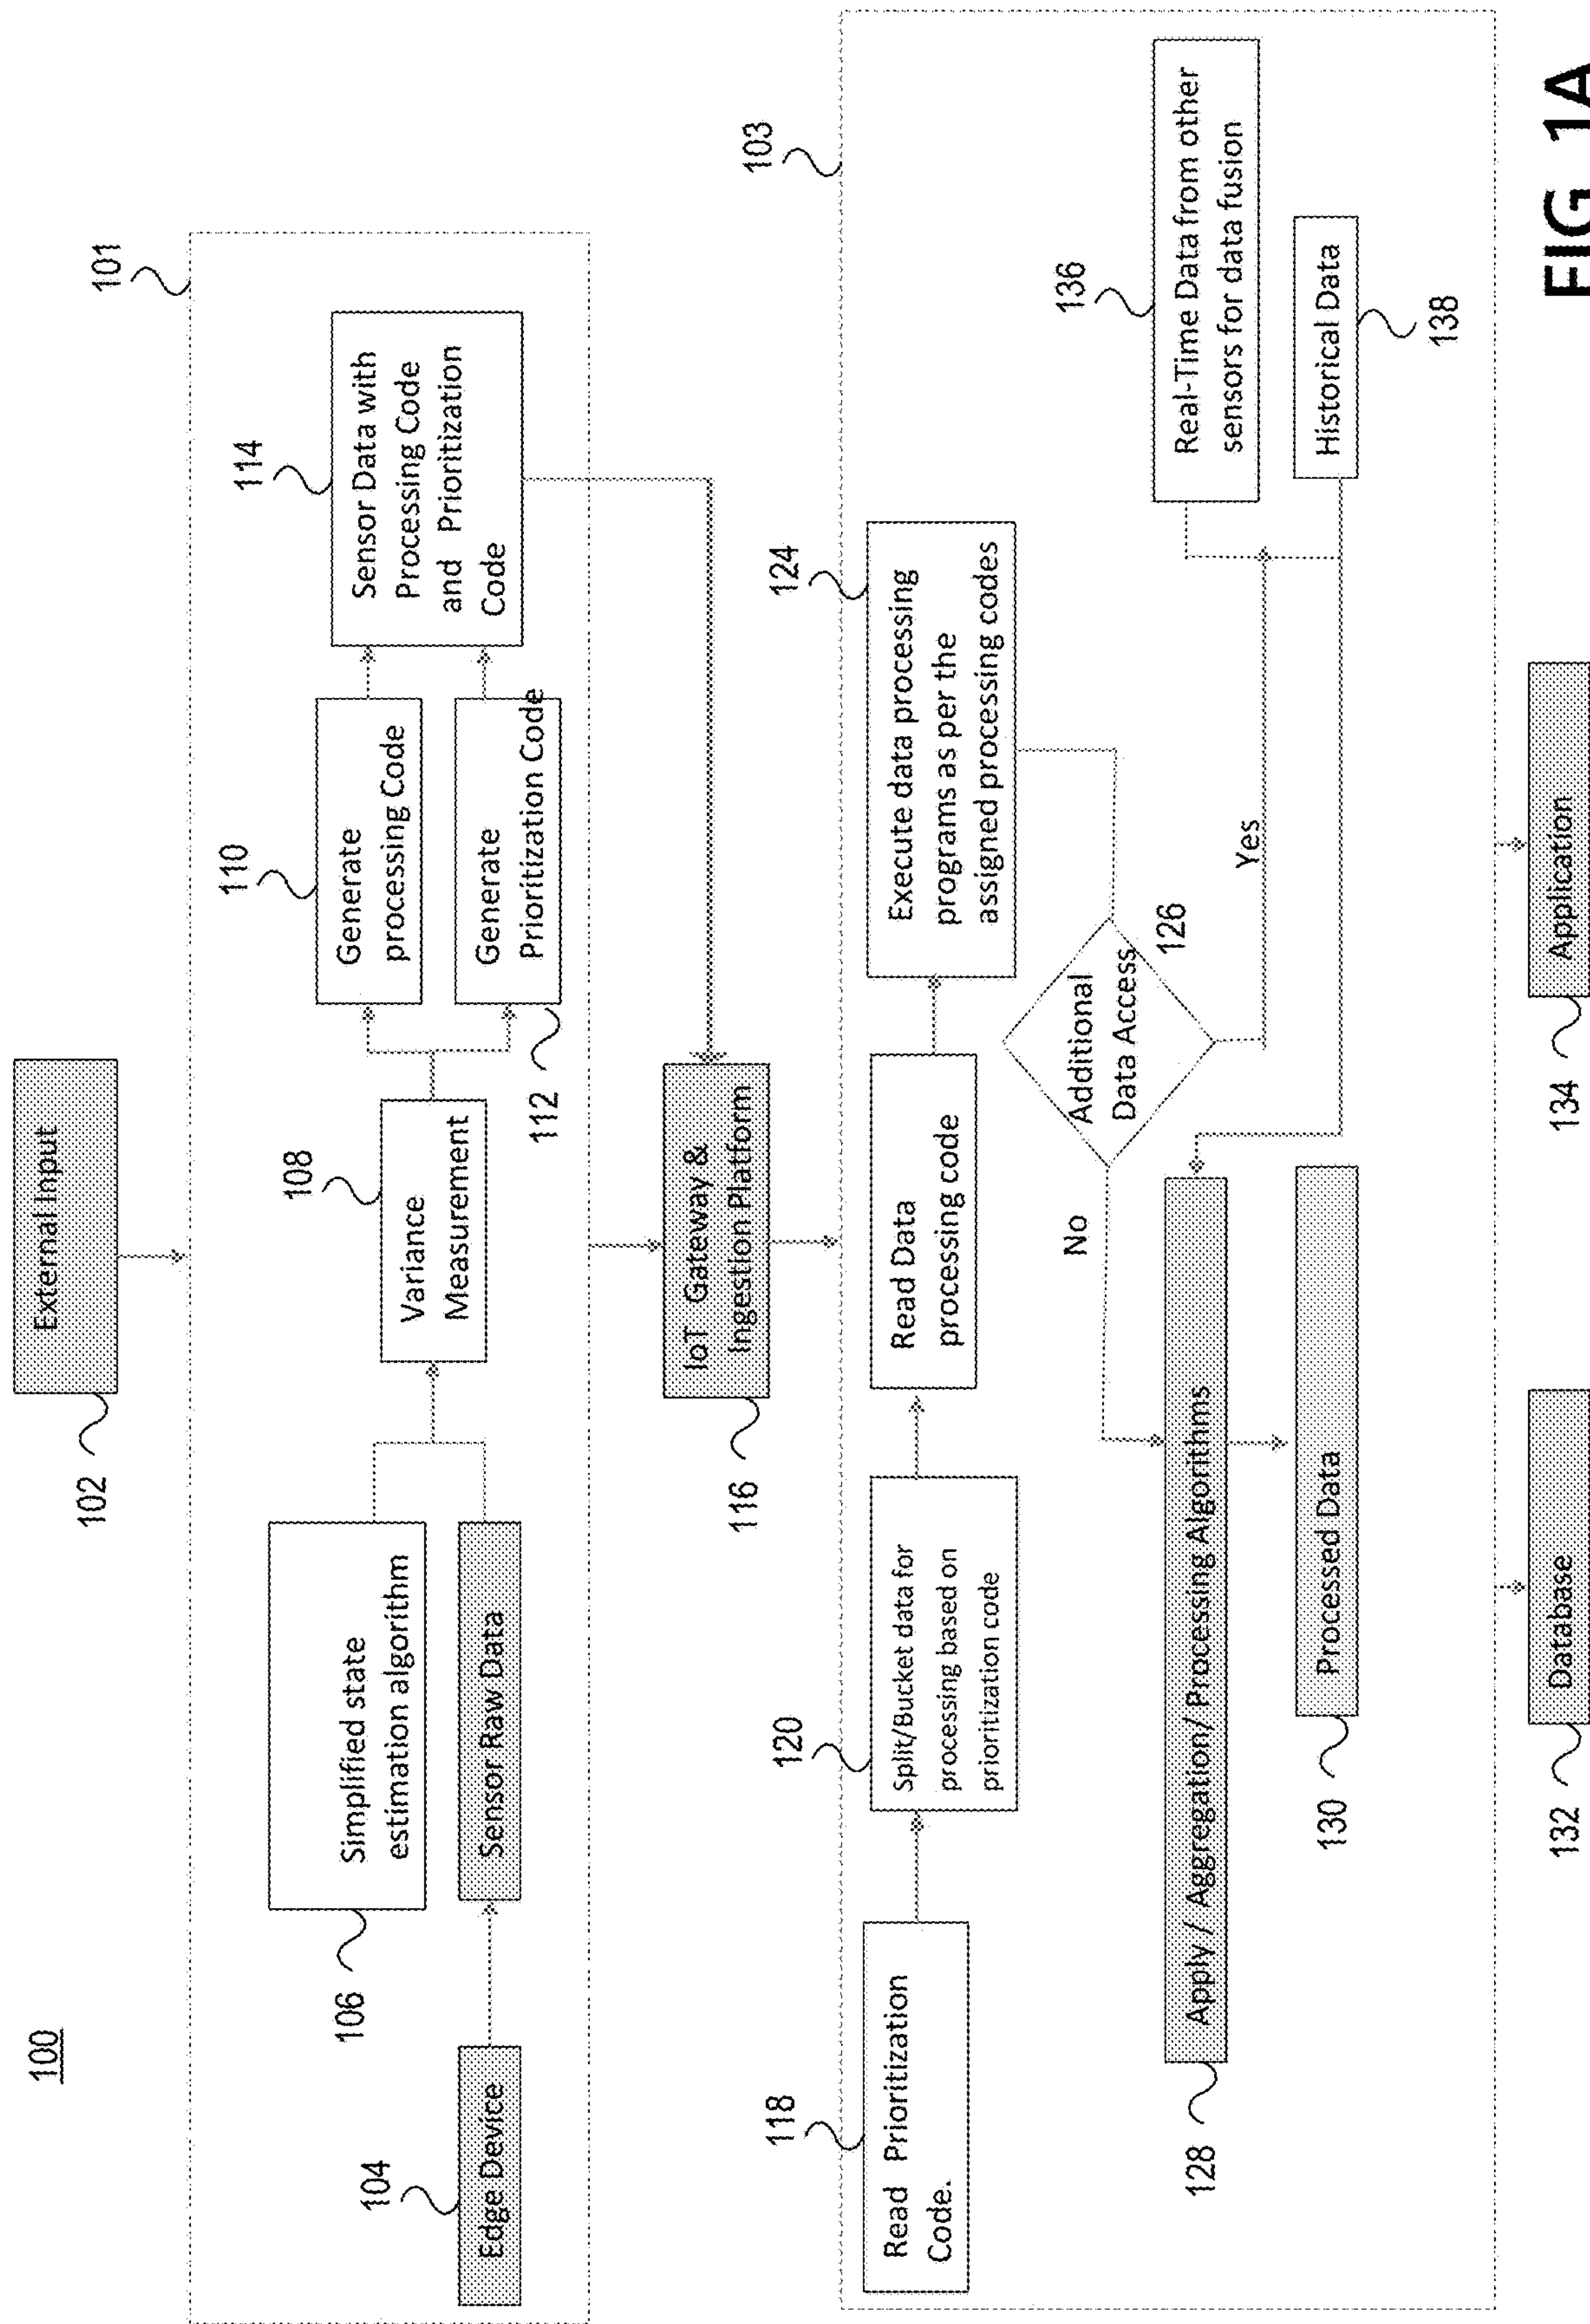 100
102
External Input
101
104
Edge Device
106
Simplified state
estimation algorithm
Sensor Raw Data
108
Variance
Measurement
110
Generate
processing Code
112
Generate
Prioritization Code
114
Sensor Data with
Processing Code
and Prioritization
Code
116
IoT Gateway &
Ingestion Platform
103
118
Read Prioritization
Code.
120
Split/Bucket data for
processing based on
prioritization code
Read Data
processing code
124
Execute data processing
programs as per the
assigned processing codes
Additional
Data Access
126
No
Yes
136
Real-Time Data from other
sensors for data fusion
Historical Data
138
128
Apply / Aggregation/ Processing Algorithms
130
Processed Data
132
Database
134
Application
FIG. 1A